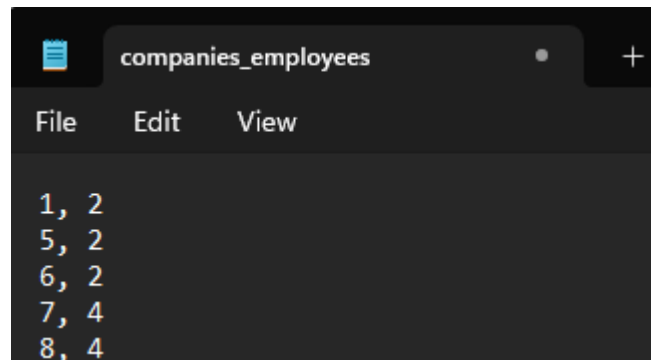 companies_employees
File Edit View
1, 2
5, 2
6, 2
7, 4
8, 4